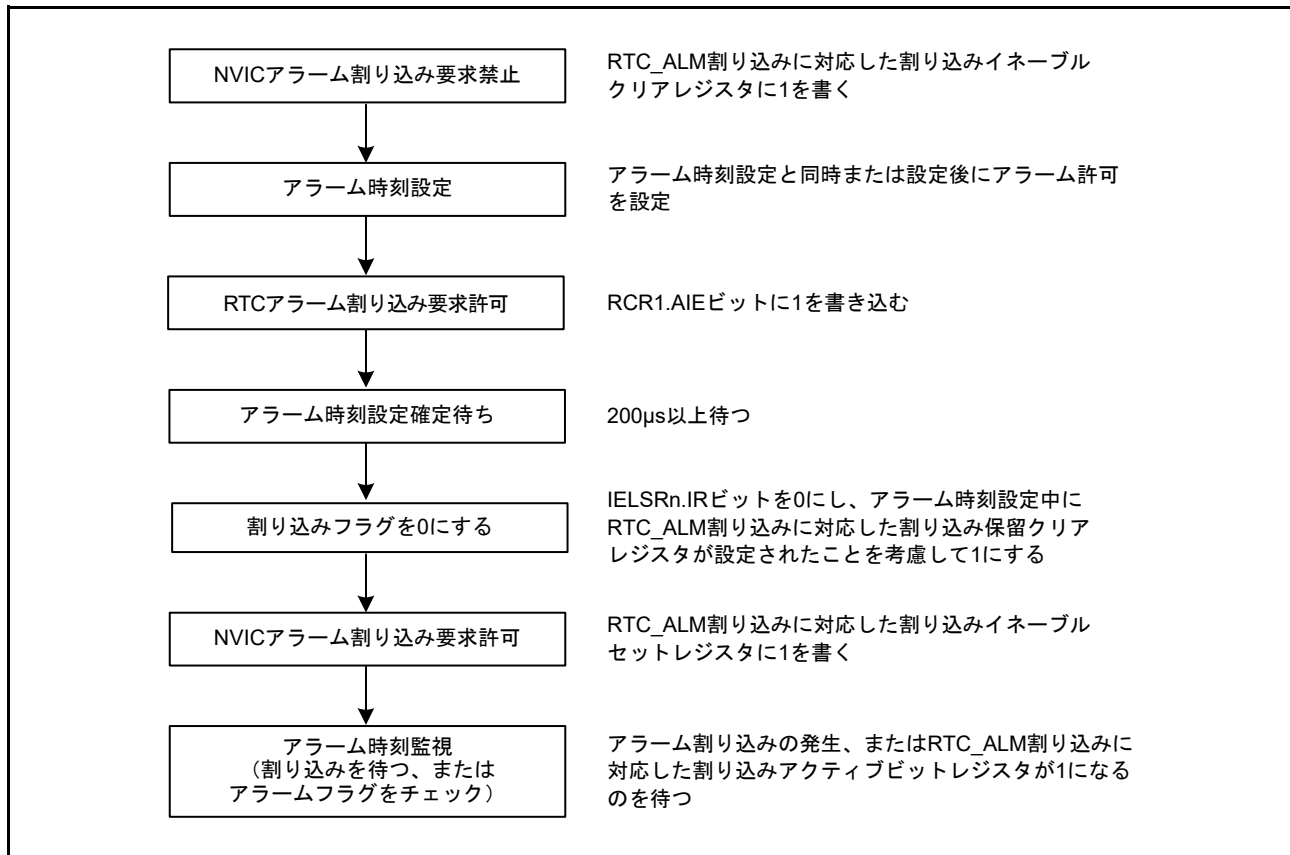 NVICアラーム割り込み要求禁止
RTC_ALM割り込みに対応した割り込みイネーブル
クリアレジスタに1を書く
アラーム時刻設定
アラーム時刻設定と同時または設定後にアラーム許可
を設定
RTCアラーム割り込み要求許可
RCR1.AIEビットに1を書き込む
アラーム時刻設定確定待ち
200µs以上待つ
割り込みフラグを0にする
IELSRn.IRビットを0にし、アラーム時刻設定中に
RTC_ALM割り込みに対応した割り込み保留クリア
レジスタが設定されたことを考慮して1にする
NVICアラーム割り込み要求許可
RTC_ALM割り込みに対応した割り込みイネーブル
セットレジスタに1を書く
アラーム時刻監視
（割り込みを待つ、または
アラームフラグをチェック）
アラーム割り込みの発生、またはRTC_ALM割り込みに
対応した割り込みアクティブビットレジスタが1になる
のを待つ